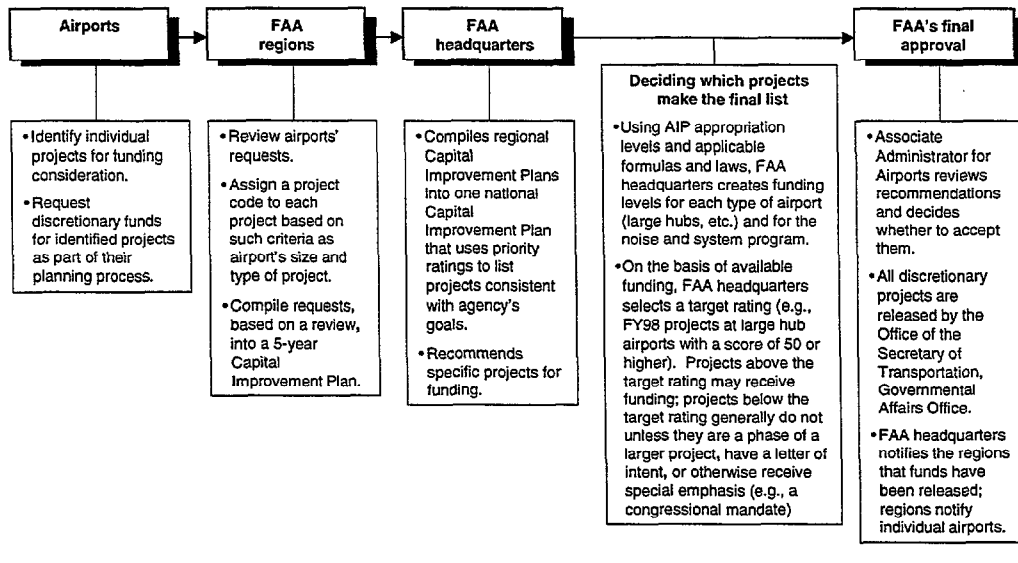 Airports
FAA
regions
FAA
headquarters
FAA's final
approval
• Identify individual
projects for funding
consideration.
• Request
discretionary funds
for identified projects
as part of their
planning process.
• Review airports'
requests.
• Assign a project
code to each
project based on
such criteria as
airport's size and
type of project.
• Compile requests,
based on a review,
into a 5-year
Capital
Improvement Plan.
• Compiles regional
Capital
Improvement Plans
into one national
Capital
Improvement Plan
that uses priority
ratings to list
projects consistent
with agency's
goals.
• Recommends
specific projects for
funding.
Deciding which projects
make the final list
• Using AIP appropriation
levels and applicable
formulas and laws, FAA
headquarters creates funding
levels for each type of airport
(large hubs, etc.) and for the
noise and system program.
• On the basis of available
funding, FAA headquarters
selects a target rating (e.g.,
FY98 projects at large hub
airports with a score of 50 or
higher). Projects above the
target rating may receive
funding; projects below the
target rating generally do not
unless they are a phase of a
larger project, have a letter of
intent, or otherwise receive
special emphasis (e.g., a
congressional mandate)
• Associate
Administrator for
Airports reviews
recommendations
and decides
whether to accept
them.
• All discretionary
projects are
released by the
Office of the
Secretary of
Transportation,
Governmental
Affairs Office.
• FAA headquarters
notifies the regions
that funds have
been released;
regions notify
individual airports.